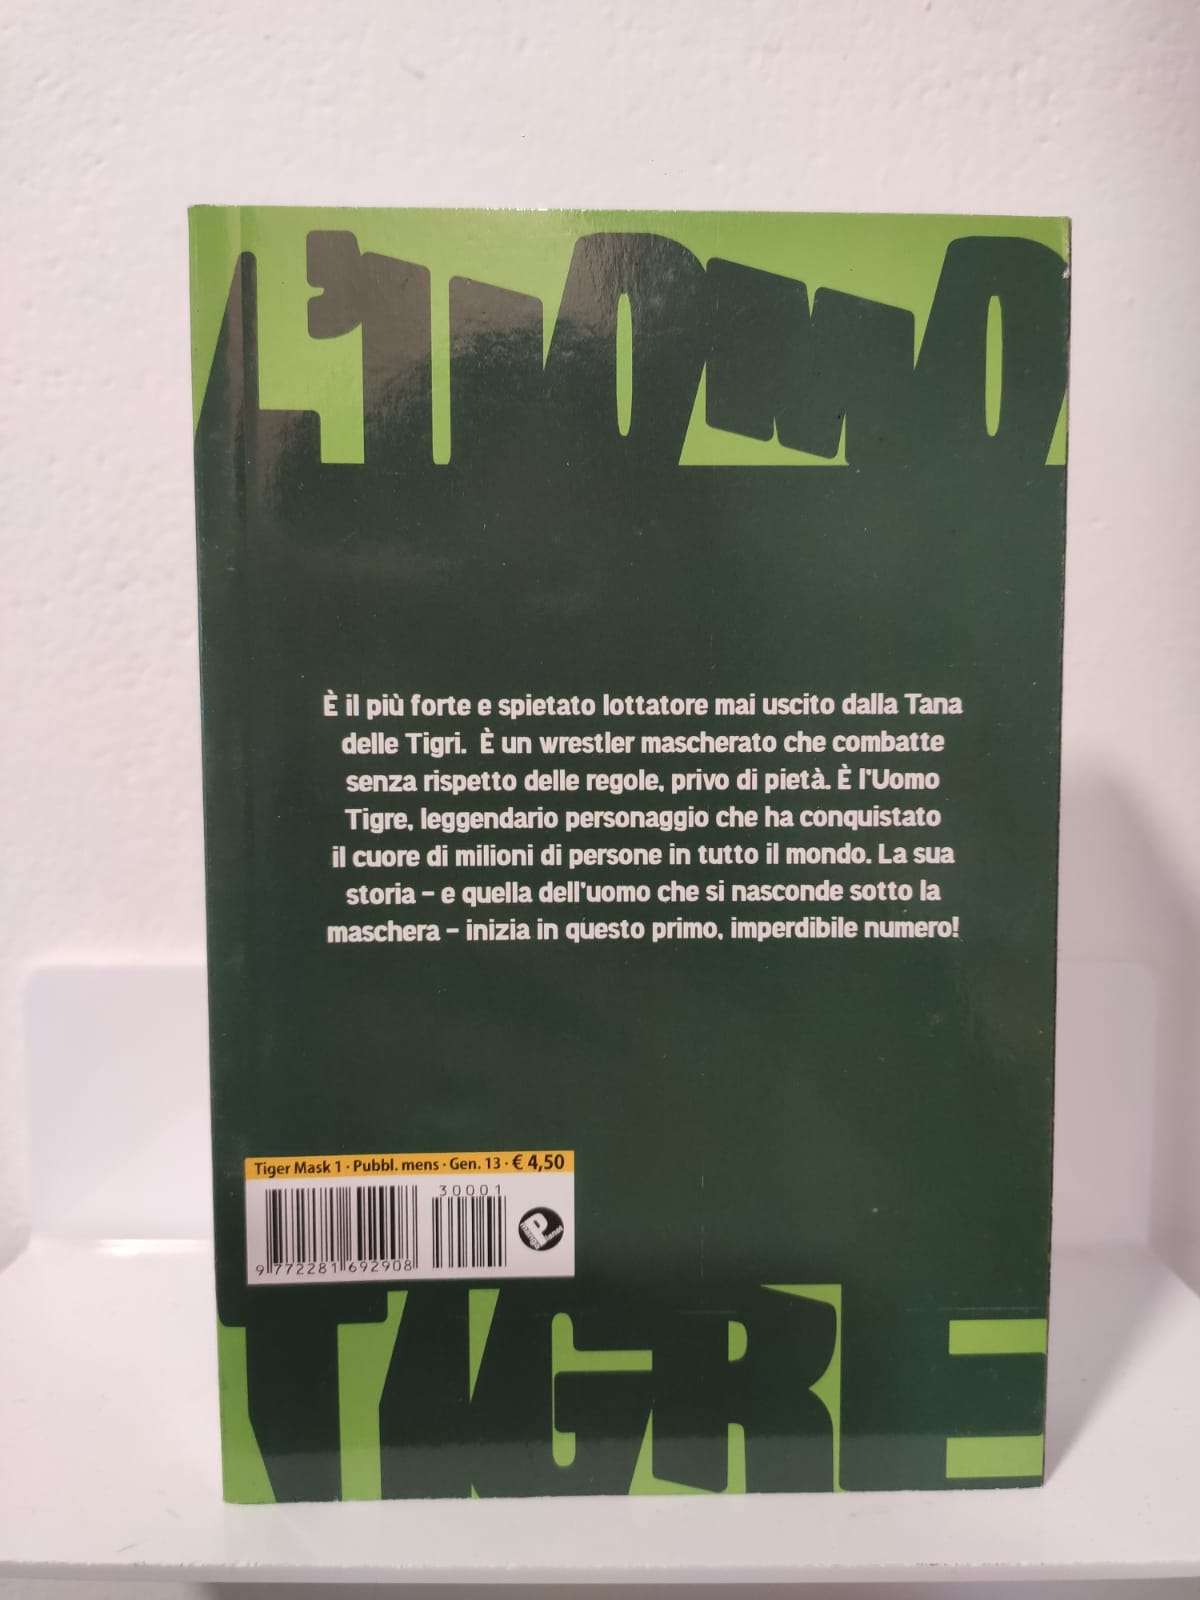 L'UOMO
È il più forte e spietato lottatore mai uscito dalla Tana
delle Tigri. È un wrestler mascherato che combatte
senza rispetto delle regole, privo di pietà. È l'Uomo
Tigre, leggendario personaggio che ha conquistato
il cuore di milioni di persone in tutto il mondo. La sua
storia – e quella dell'uomo che si nasconde sotto la
maschera – inizia in questo primo, imperdibile numero!
Tiger Mask 1 · Pubbl. mens · Gen. 13 · € 4,50
30001
9 772281 692908
P
manga
planet
TIGRE